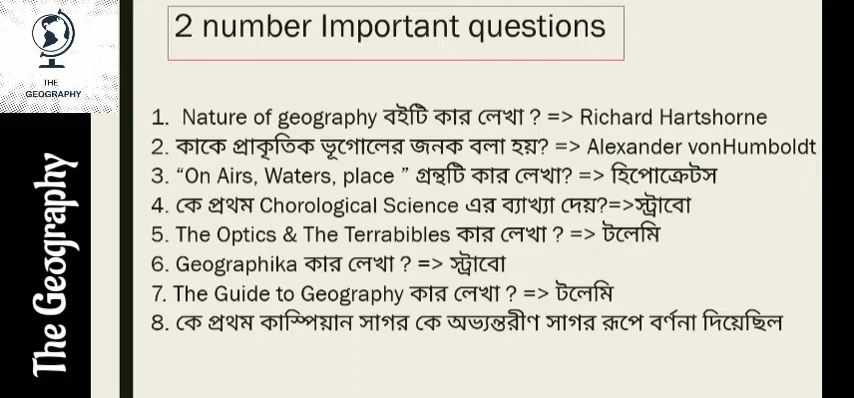 THE
GEOGRAPHY
The Geography
2 number Important questions
1. Nature of geography বইটি কার লেখা ? => Richard Hartshorne
2. কাকে প্রাকৃতিক ভূগোলের জনক বলা হয়? => Alexander vonHumboldt
3. “On Airs, Waters, place ” গ্রন্থটি কার লেখা? => হিপোক্রেটস
4. কে প্রথম Chorological Science এর ব্যাখ্যা দেয়?=>স্ট্রাবো
5. The Optics & The Terrabibles কার লেখা ? => টলেমি
6. Geographika কার লেখা ? => স্ট্রাবো
7. The Guide to Geography কার লেখা ? => টলেমি
8. কে প্রথম কাস্পিয়ান সাগর কে অভ্যন্তরীণ সাগর রূপে বর্ণনা দিয়েছিল